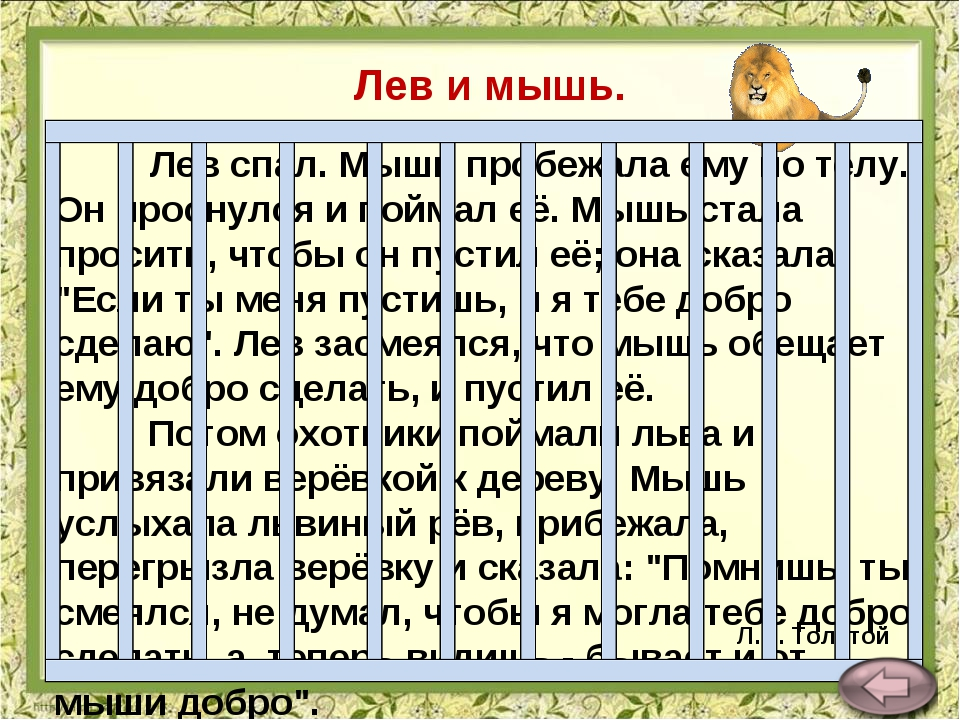 Лев и мышь.
Лев спал. Мышь пробежала ему по телу.
Он проснулся и поймал её. Мышь стала
просить, чтобы он пустил её; она сказала:
"Если ты меня пустишь, и я тебе добро
сделаю". Лев засмеялся, что мышь обещает
ему добро сделать, и пустил её.
Потом охотники поймали льва и
привязали верёвкой к дереву. Мышь
услыхала львиный рёв, прибежала,
перегрызла верёвку и сказала: "Помнишь, ты
смеялся, не думал, чтобы я могла тебе добро
сделать, а теперь видишь - бывает и от
мыши добро".
Л.Н. Толстой